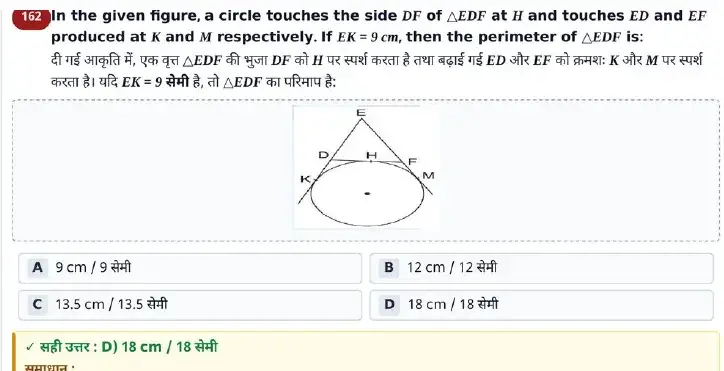 162 In the given figure, a circle touches the side DF of △EDF at H and touches ED and EF
produced at K and M respectively. If EK = 9 cm, then the perimeter of △EDF is:
दी गई आकृति में, एक वृत्त △EDF की भुजा DF को H पर स्पर्श करता है तथा बढ़ाई गई ED और EF को क्रमशः K और M पर स्पर्श
करता है। यदि EK = 9 सेमी है, तो △EDF का परिमाप है:
E
D H F
K M
A 9 cm / 9 सेमी
B 12 cm / 12 सेमी
C 13.5 cm / 13.5 सेमी
D 18 cm / 18 सेमी
✓ सही उत्तर : D) 18 cm / 18 सेमी
समाधान :